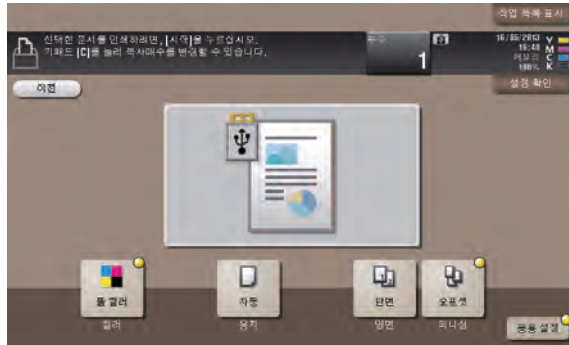 작업 목록 표시
선택한 문서를 인쇄하려면, [시작]을 누르십시오.
키패드 [C]를 눌러 복사매수를 변경할 수 있습니다.
부수
1
16/05/2013
16:48
메모리
100%
Y
M
C
K
이전
설정 확인
풀 컬러
자동
단면
오프셋
컬러
용지
양면
피니싱
응용 설정